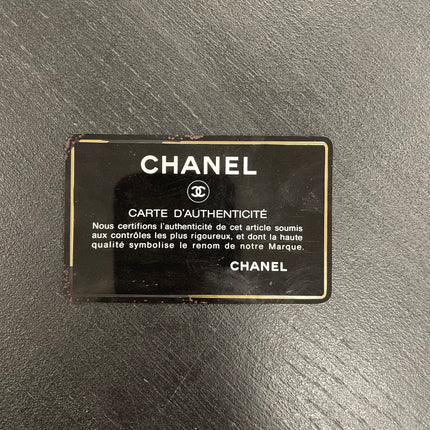 CHANEL
CARTE D'AUTHENTICITÉ
Nous certifions l'authenticité de cet article soumis
aux contrôles les plus rigoureux, et dont la haute
qualité symbolise le renom de notre Marque.
CHANEL